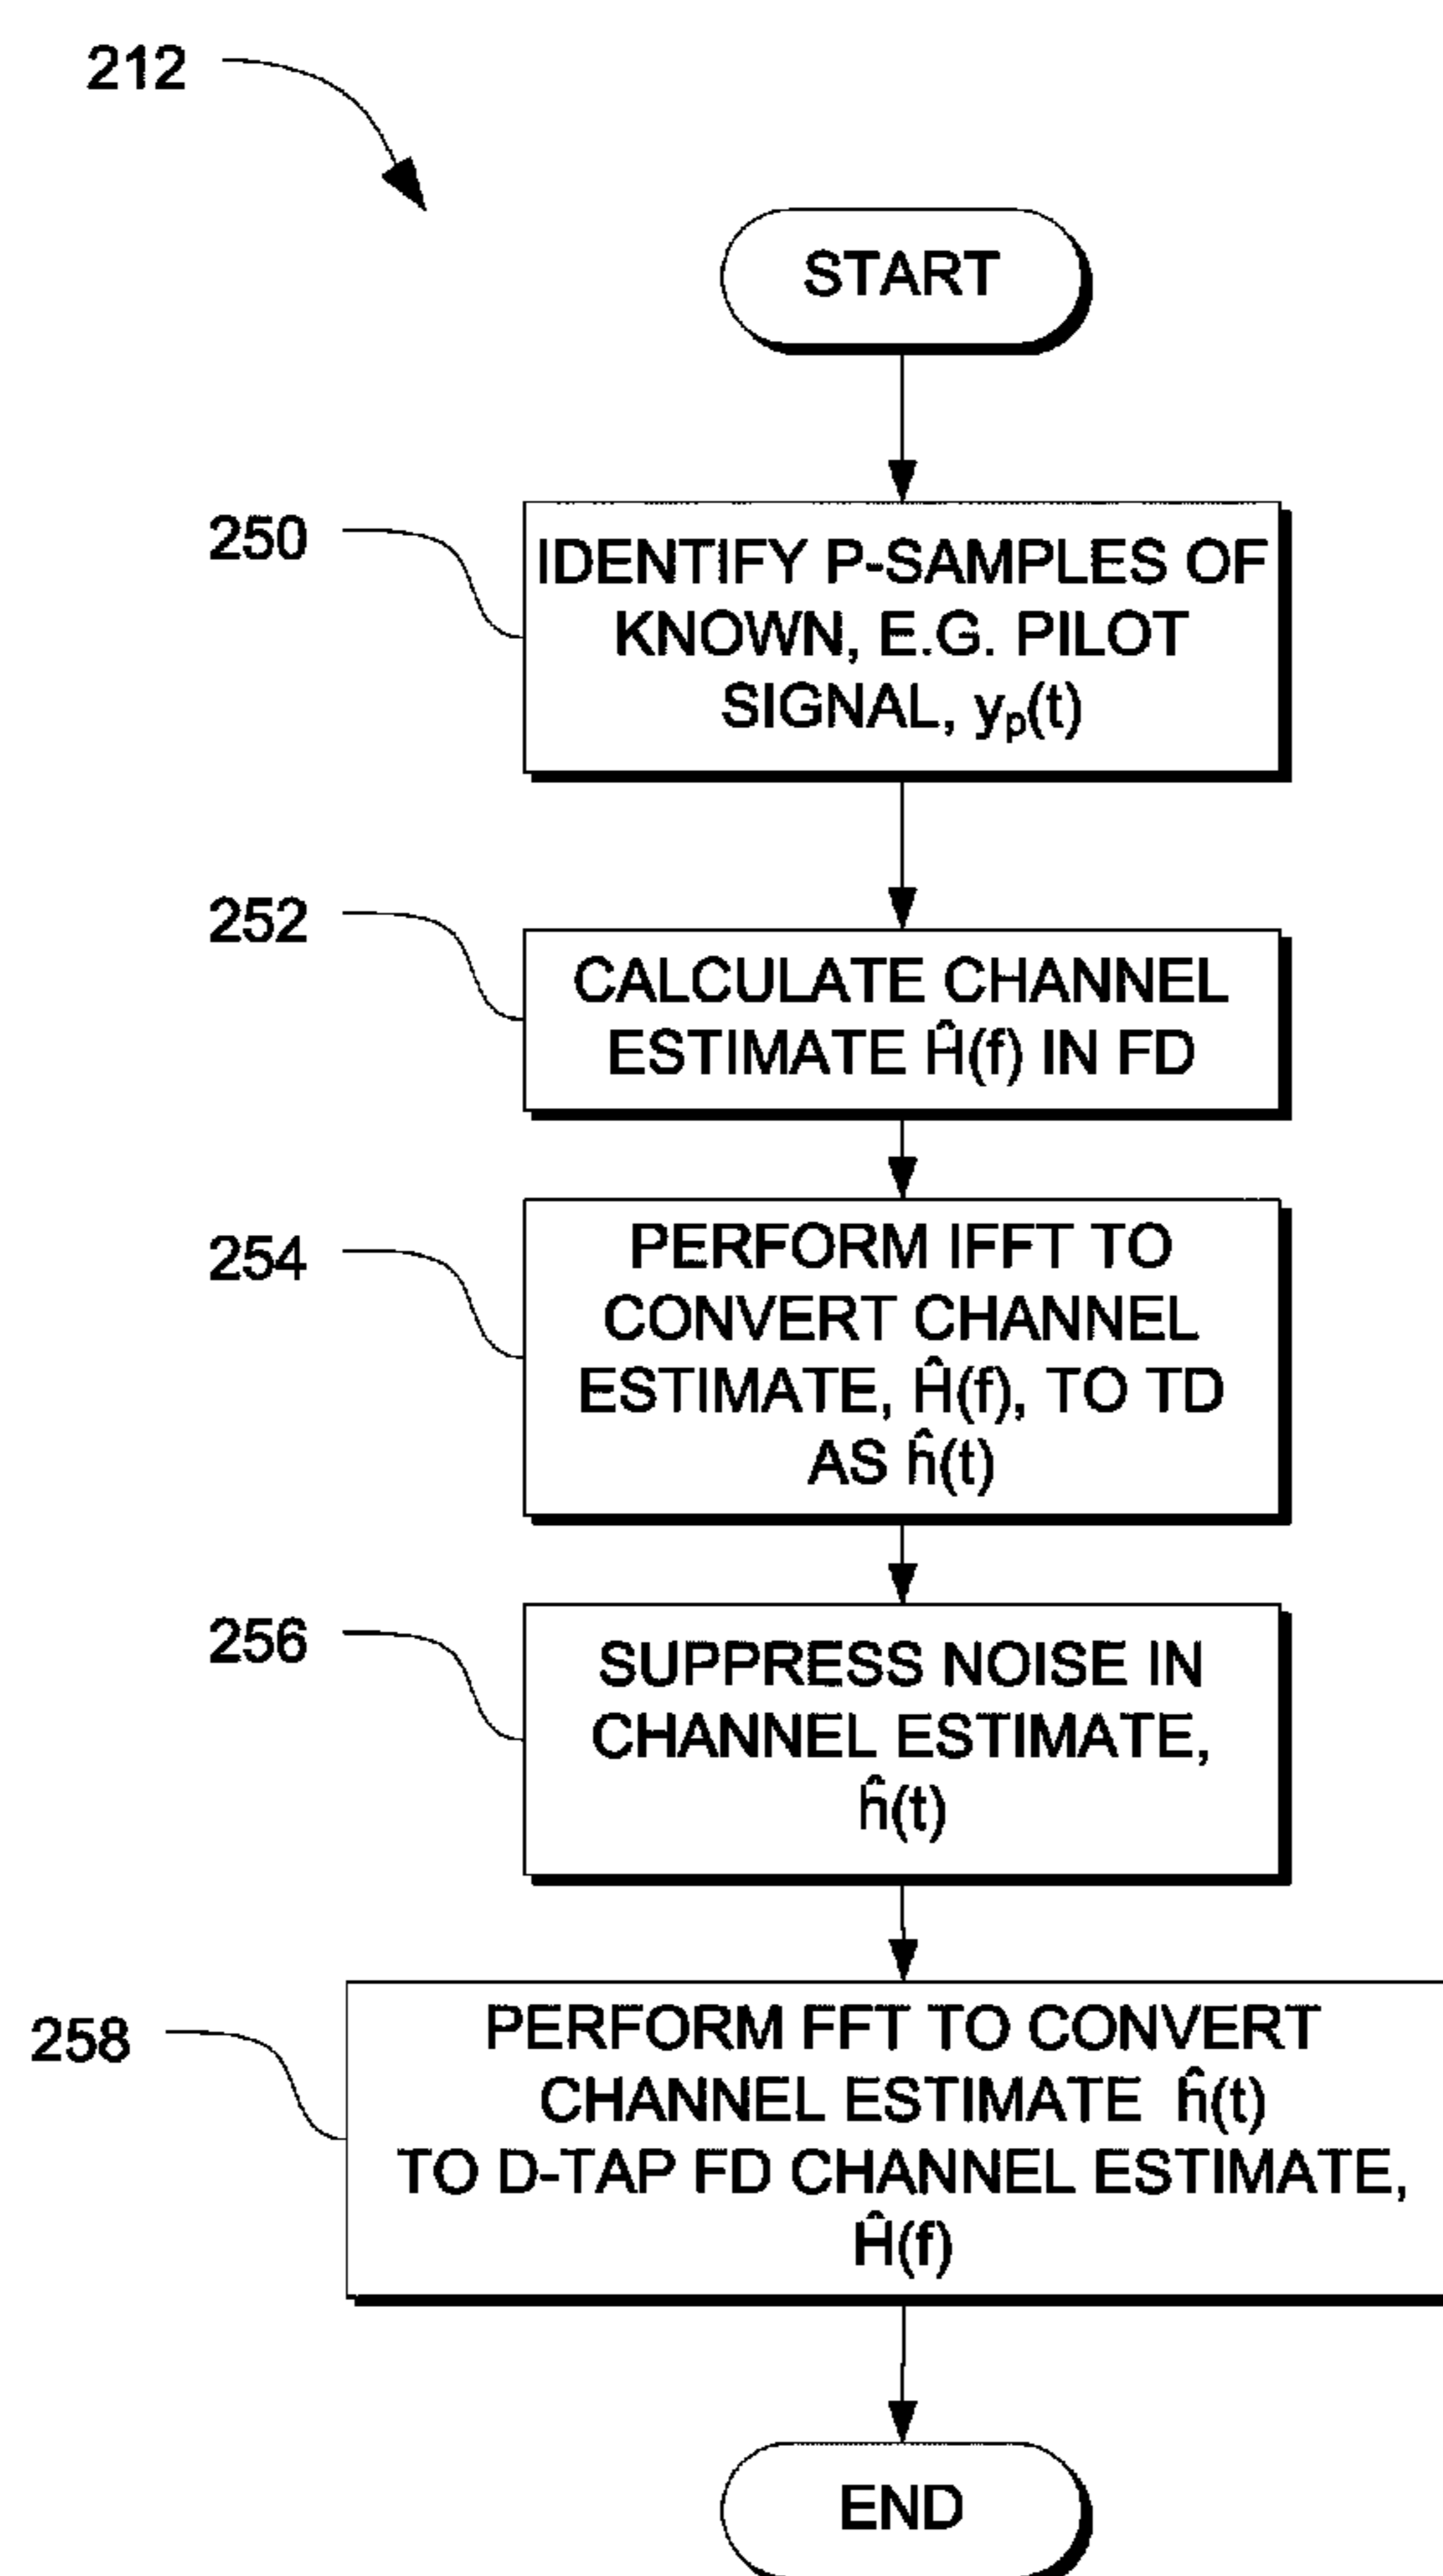 212
START
250
IDENTIFY P-SAMPLES OF
KNOWN, E.G. PILOT
SIGNAL, yₚ(t)
252
CALCULATE CHANNEL
ESTIMATE Ĥ(f) IN FD
254
PERFORM IFFT TO
CONVERT CHANNEL
ESTIMATE, Ĥ(f), TO TD
AS ĥ(t)
256
SUPPRESS NOISE IN
CHANNEL ESTIMATE,
ĥ(t)
258
PERFORM FFT TO CONVERT
CHANNEL ESTIMATE ĥ(t)
TO D-TAP FD CHANNEL ESTIMATE,
Ĥ(f)
END